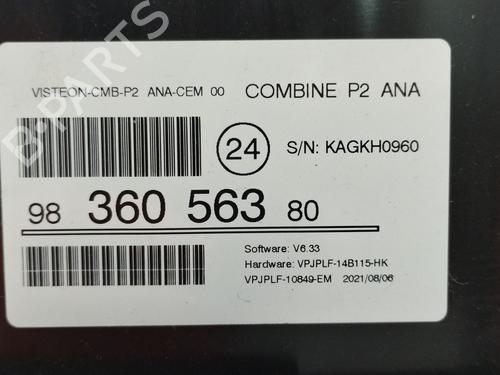 VISTEON-CMB-P2 ANA-CEM 00 COMBINE P2 ANA
24 S/N: KAGKH0960
98 360 563 80
Software: V6.33
Hardware: VPJPLF-14B115-HK
VPJPLF-10849-EM 2021/08/06
B-PARTS